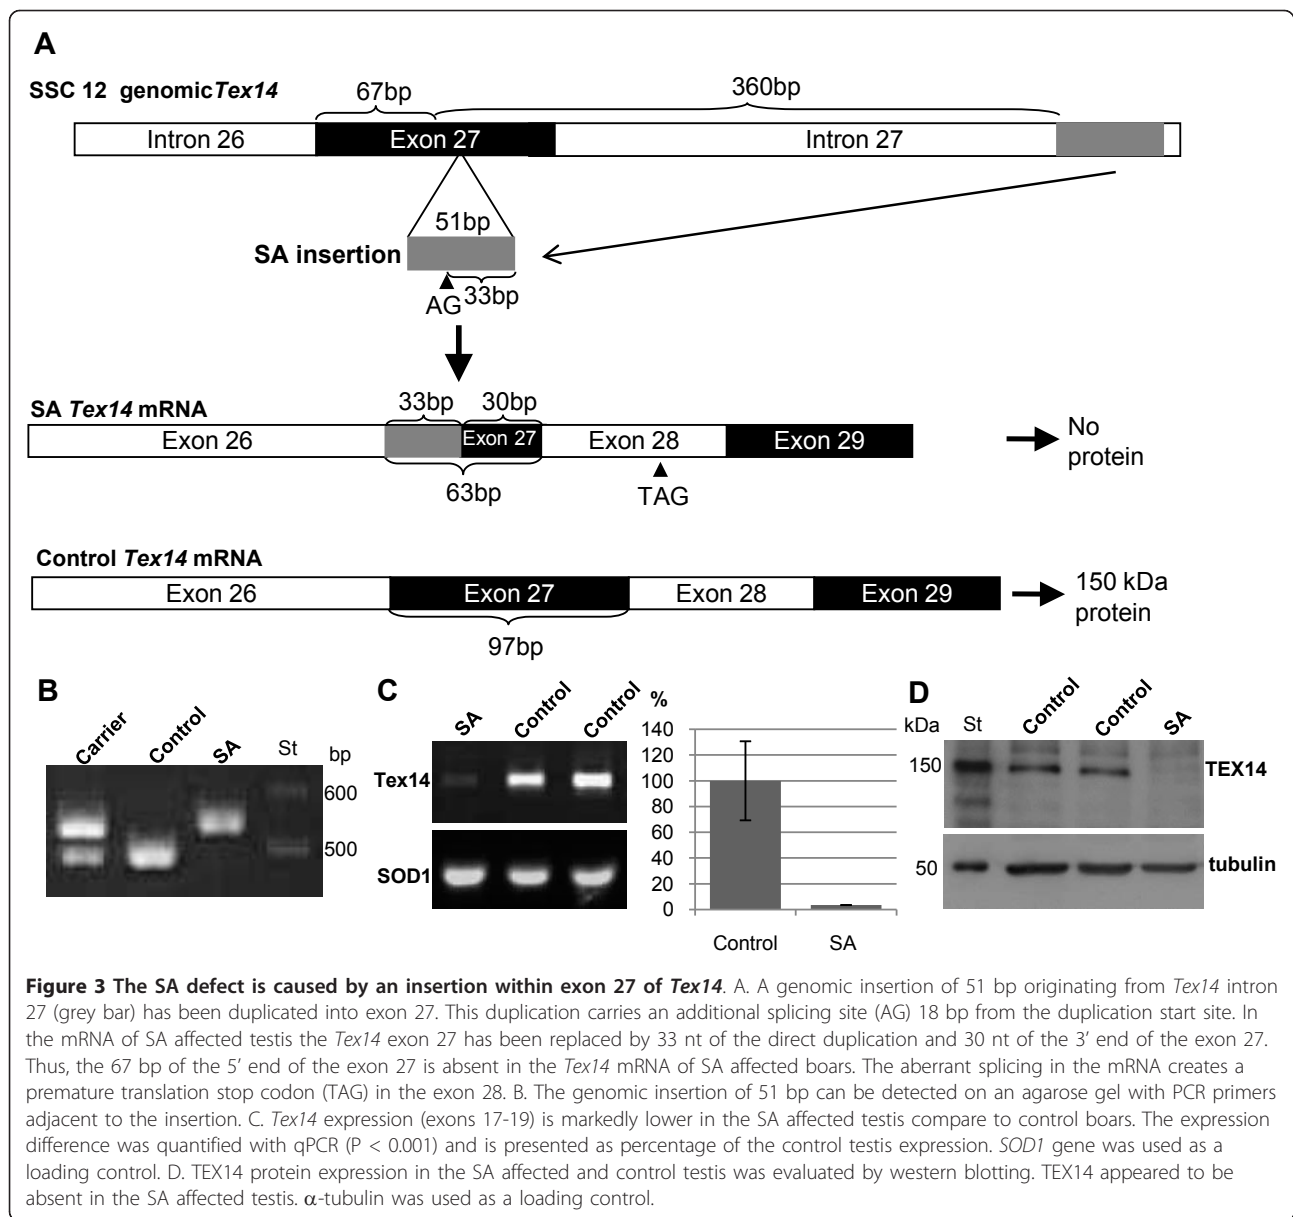 A
SSC 12 genomicTex14
67bp
360bp
Intron 26
Exon 27
Intron 27
51bp
SA insertion
AG
33bp
SA Tex14 mRNA
33bp
30bp
Exon 26
Exon 27
Exon 28
Exon 29
No
protein
63bp
TAG
Control Tex14 mRNA
Exon 26
Exon 27
Exon 28
Exon 29
150 kDa
protein
97bp
B
Carrier
Control
SA
St
bp
600
500
C
SA
Control
Control
Tex14
SOD1
%
140
120
100
80
60
40
20
0
Control
SA
D
kDa
St
Control
Control
SA
150
TEX14
50
tubulin
Figure 3 The SA defect is caused by an insertion within exon 27 of Tex14. A. A genomic insertion of 51 bp originating from Tex14 intron
27 (grey bar) has been duplicated into exon 27. This duplication carries an additional splicing site (AG) 18 bp from the duplication start site. In
the mRNA of SA affected testis the Tex14 exon 27 has been replaced by 33 nt of the direct duplication and 30 nt of the 3' end of the exon 27.
Thus, the 67 bp of the 5' end of the exon 27 is absent in the Tex14 mRNA of SA affected boars. The aberrant splicing in the mRNA creates a
premature translation stop codon (TAG) in the exon 28. B. The genomic insertion of 51 bp can be detected on an agarose gel with PCR primers
adjacent to the insertion. C. Tex14 expression (exons 17-19) is markedly lower in the SA affected testis compare to control boars. The expression
difference was quantified with qPCR (P < 0.001) and is presented as percentage of the control testis expression. SOD1 gene was used as a
loading control. D. TEX14 protein expression in the SA affected and control testis was evaluated by western blotting. TEX14 appeared to be
absent in the SA affected testis. α-tubulin was used as a loading control.